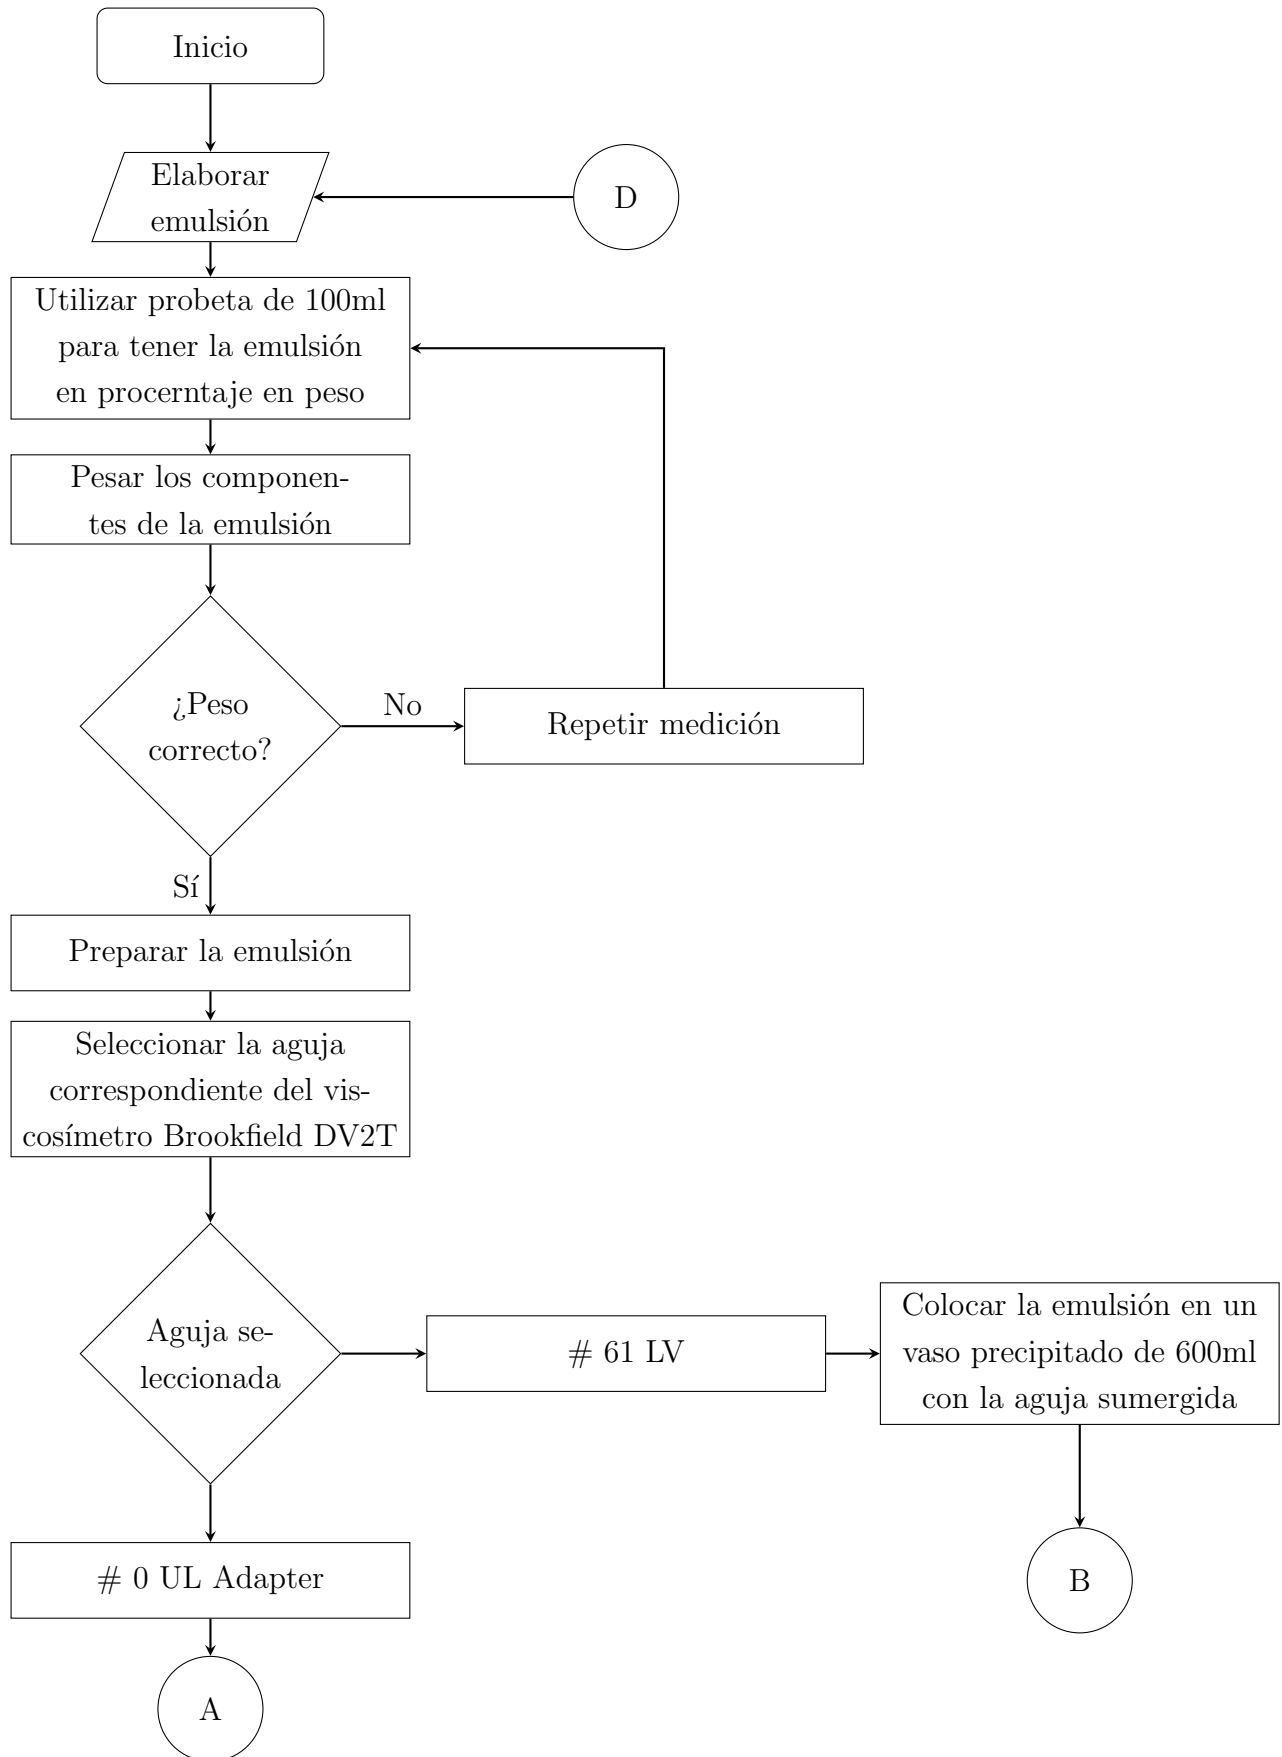 Inicio
Elaborar
emulsión
D
Utilizar probeta de 100ml
para tener la emulsión
en procerntaje en peso
Pesar los componen-
tes de la emulsión
¿Peso
correcto?
No
Repetir medición
Sí
Preparar la emulsión
Seleccionar la aguja
correspondiente del vis-
cosímetro Brookfield DV2T
Aguja se-
leccionada
# 61 LV
Colocar la emulsión en un
vaso precipitado de 600ml
con la aguja sumergida
# 0 UL Adapter
B
A